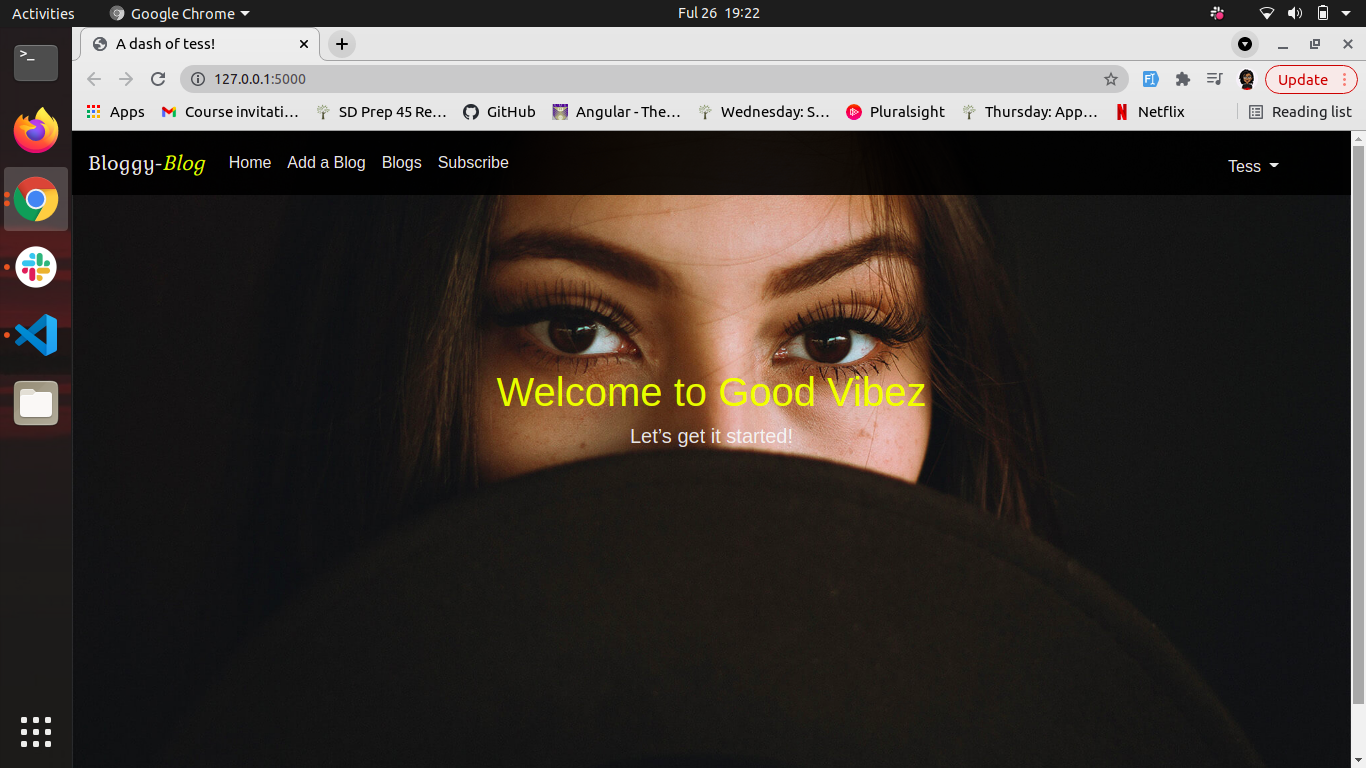 Activities Google Chrome Ful 26 19:22
>_
A dash of tess!
127.0.0.1:5000 Update
Apps Course invitati… SD Prep 45 Re… GitHub Angular - The… Wednesday: S… Pluralsight Thursday: App… Netflix Reading list
Bloggy-Blog Home Add a Blog Blogs Subscribe Tess
Welcome to Good Vibez
Let’s get it started!